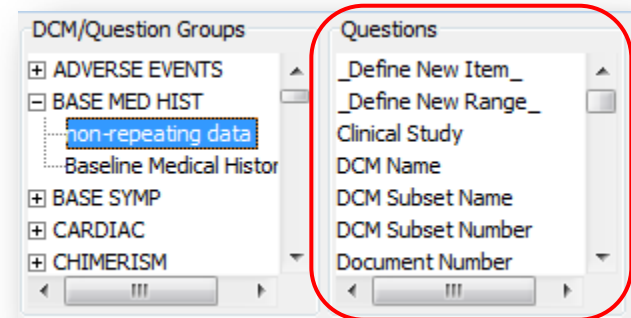 DCM/Question Groups
ADVERSE EVENTS
BASE MED HIST
non-repeating data
Baseline Medical Histor
BASE SYMP
CARDIAC
CHIMERISM
Questions
_Define New Item_
_Define New Range_
Clinical Study
DCM Name
DCM Subset Name
DCM Subset Number
Document Number